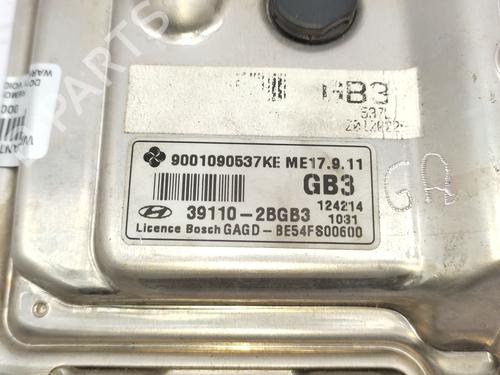 GB3
9001090537KE ME17.9.11
GB3
39110-2BGB3
124214
1031
Licence Bosch GAGD-BE54FS00600
GA